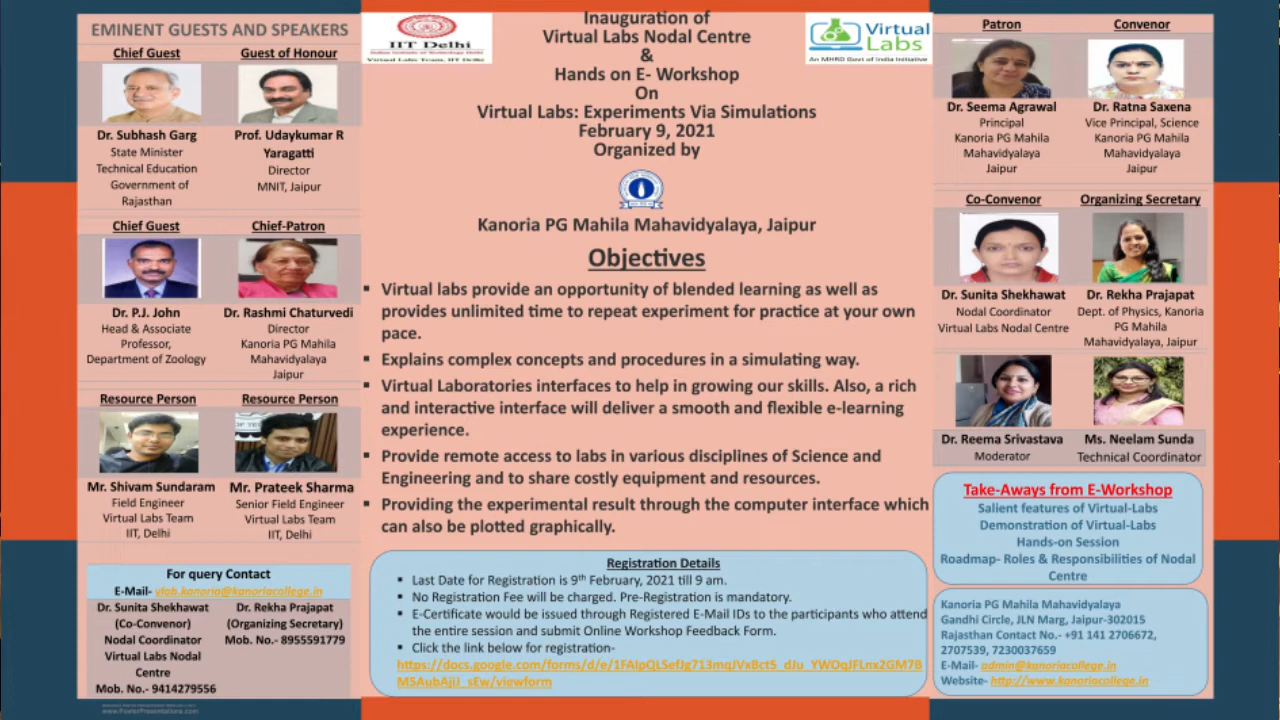 EMINENT GUESTS AND SPEAKERS
Chief Guest
Dr. Subhash Garg
State Minister
Technical Education
Government of
Rajasthan
Guest of Honour
Prof. Udaykumar R
Yaragatti
Director
MNIT, Jaipur
Chief Guest
Dr. P.J. John
Head & Associate
Professor,
Department of Zoology
Chief-Patron
Dr. Rashmi Chaturvedi
Director
Kanoria PG Mahila
Mahavidyalaya
Jaipur
Resource Person
Mr. Shivam Sundaram
Field Engineer
Virtual Labs Team
IIT, Delhi
Resource Person
Mr. Prateek Sharma
Senior Field Engineer
Virtual Labs Team
IIT, Delhi
For query Contact
E-Mail- vlab.kanoria@kanoriacollege.in
Dr. Sunita Shekhawat
(Co-Convenor)
Nodal Coordinator
Virtual Labs Nodal
Centre
Mob. No.- 9414279556
Dr. Rekha Prajapat
(Organizing Secretary)
Mob. No.- 8955591779
www.PosterPresentations.com
IIT Delhi
Virtual Labs Team, IIT Delhi
Inauguration of
Virtual Labs Nodal Centre
&
Hands on E- Workshop
On
Virtual Labs: Experiments Via Simulations
February 9, 2021
Organized by
Kanoria PG Mahila Mahavidyalaya, Jaipur
Virtual
Labs
An MHRD Govt of India Initiative
Objectives
▪ Virtual labs provide an opportunity of blended learning as well as
provides unlimited time to repeat experiment for practice at your own
pace.
▪ Explains complex concepts and procedures in a simulating way.
▪ Virtual Laboratories interfaces to help in growing our skills. Also, a rich
and interactive interface will deliver a smooth and flexible e-learning
experience.
▪ Provide remote access to labs in various disciplines of Science and
Engineering and to share costly equipment and resources.
▪ Providing the experimental result through the computer interface which
can also be plotted graphically.
Registration Details
▪ Last Date for Registration is 9th February, 2021 till 9 am.
▪ No Registration Fee will be charged. Pre-Registration is mandatory.
▪ E-Certificate would be issued through Registered E-Mail IDs to the participants who attend
the entire session and submit Online Workshop Feedback Form.
▪ Click the link below for registration-
Patron
Dr. Seema Agrawal
Principal
Kanoria PG Mahila
Mahavidyalaya
Jaipur
Convenor
Dr. Ratna Saxena
Vice Principal, Science
Kanoria PG Mahila
Mahavidyalaya
Jaipur
Co-Convenor
Dr. Sunita Shekhawat
Nodal Coordinator
Virtual Labs Nodal Centre
Organizing Secretary
Dr. Rekha Prajapat
Dept. of Physics, Kanoria
PG Mahila
Mahavidyalaya, Jaipur
Dr. Reema Srivastava
Moderator
Ms. Neelam Sunda
Technical Coordinator
Take-Aways from E-Workshop
Salient features of Virtual-Labs
Demonstration of Virtual-Labs
Hands-on Session
Roadmap- Roles & Responsibilities of Nodal
Centre
Kanoria PG Mahila Mahavidyalaya
Gandhi Circle, JLN Marg, Jaipur-302015
Rajasthan Contact No.- +91 141 2706672,
2707539, 7230037659
E-Mail- admin@kanoriacollege.in
Website- http://www.kanoriacollege.in